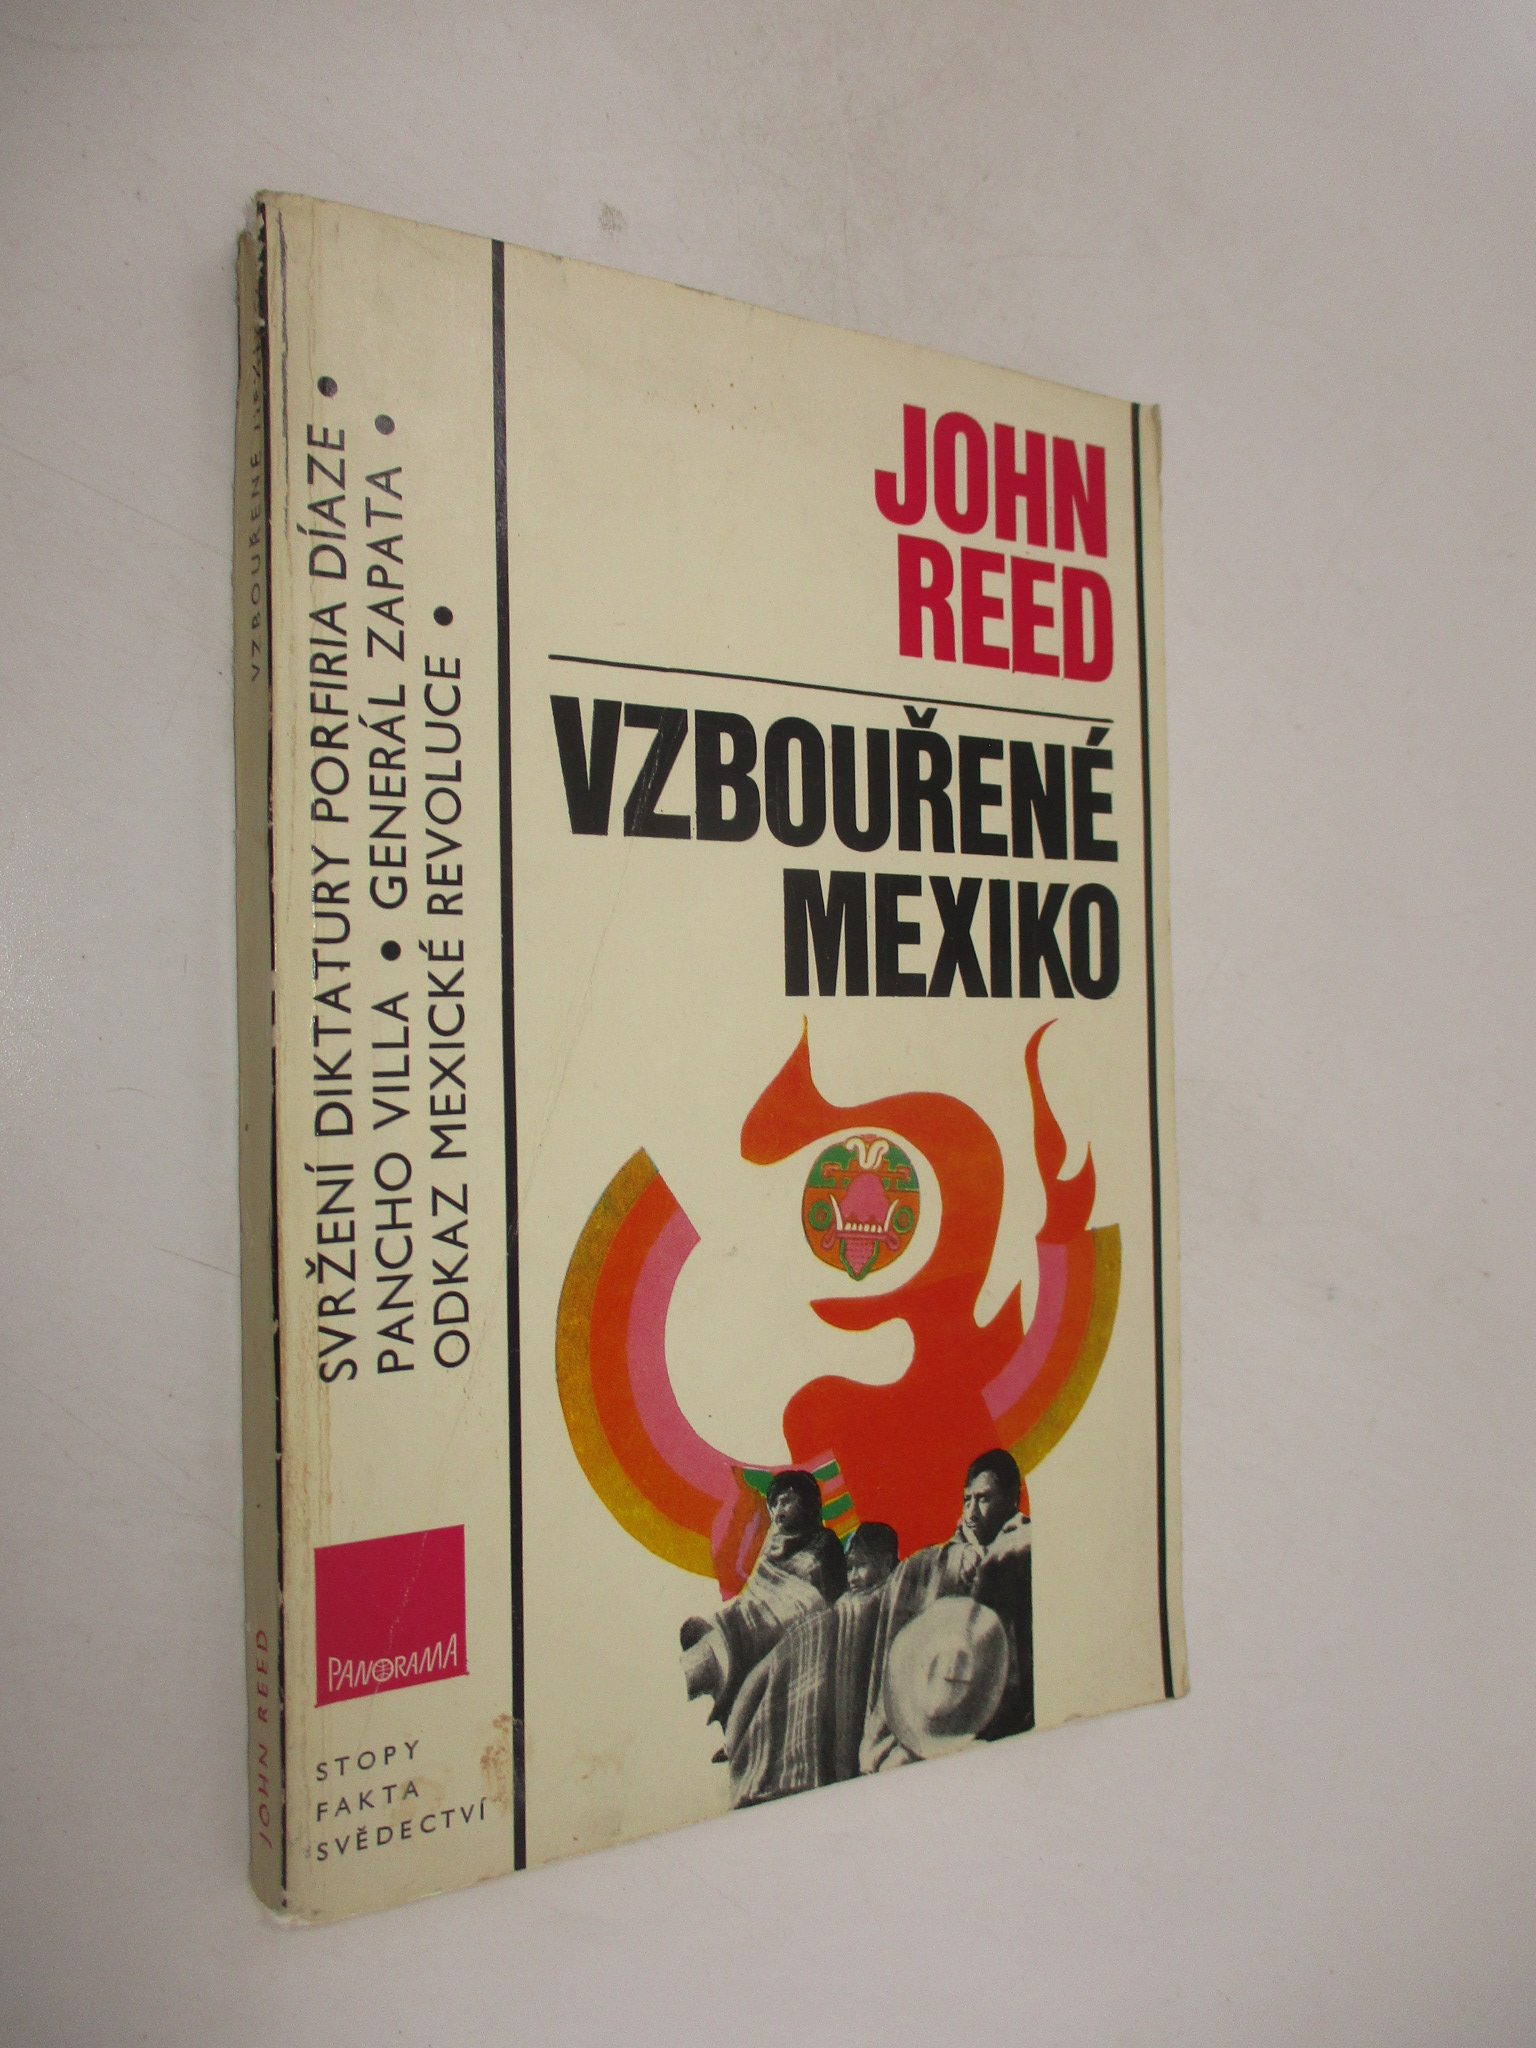 JOHN
REED
VZBOUŘENÉ
MEXIKO
SVRŽENÍ DIKTATURY PORFIRIA DÍAZE •
PANCHO VILLA • GENERÁL ZAPATA •
ODKAZ MEXICKÉ REVOLUCE •
PANORAMA
STOPY
FAKTA
SVĚDECTVÍ
JOHN REED
VZBOUŘENÉ